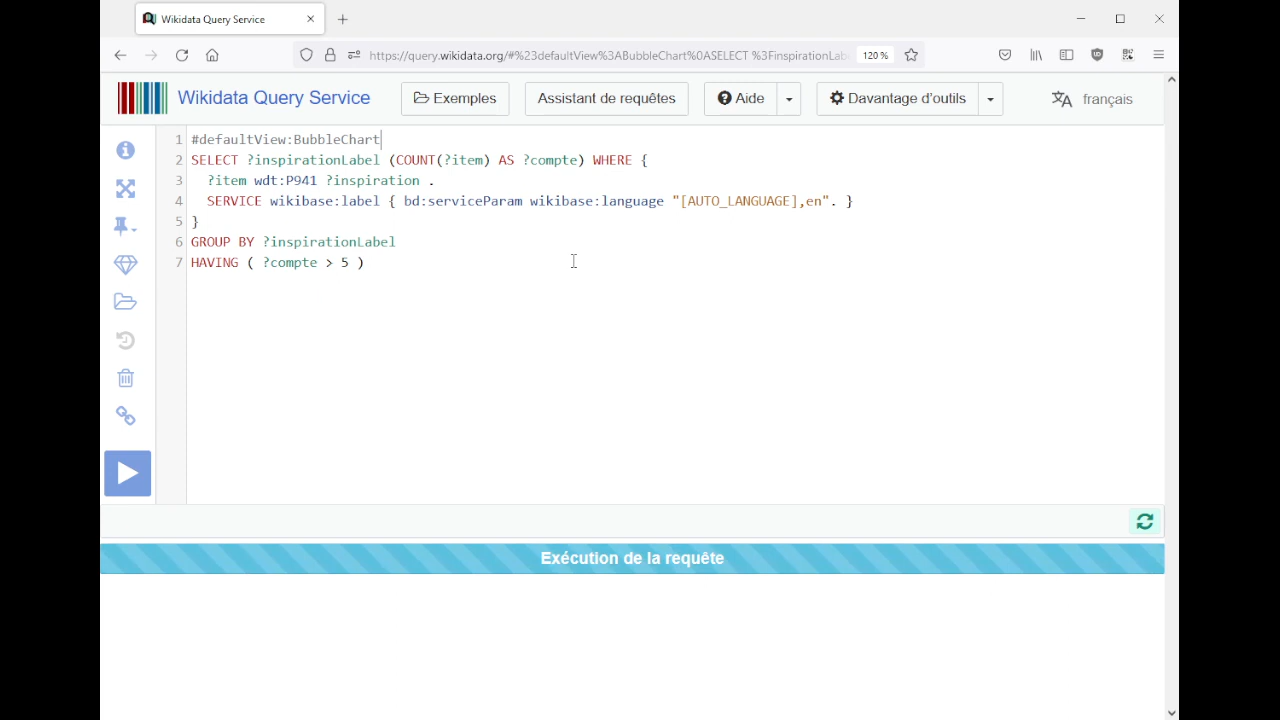 Wikidata Query Service
https://query.wikidata.org/#%23defaultView%3ABubbleChart%0ASELECT %3FinspirationLab
120 %
Wikidata Query Service
Exemples
Assistant de requêtes
Aide
Davantage d'outils
français
1 #defaultView:BubbleChart
2 SELECT ?inspirationLabel (COUNT(?item) AS ?compte) WHERE {
3 ?item wdt:P941 ?inspiration .
4 SERVICE wikibase:label { bd:serviceParam wikibase:language "[AUTO_LANGUAGE],en". }
5 }
6 GROUP BY ?inspirationLabel
7 HAVING ( ?compte > 5 )
Exécution de la requête